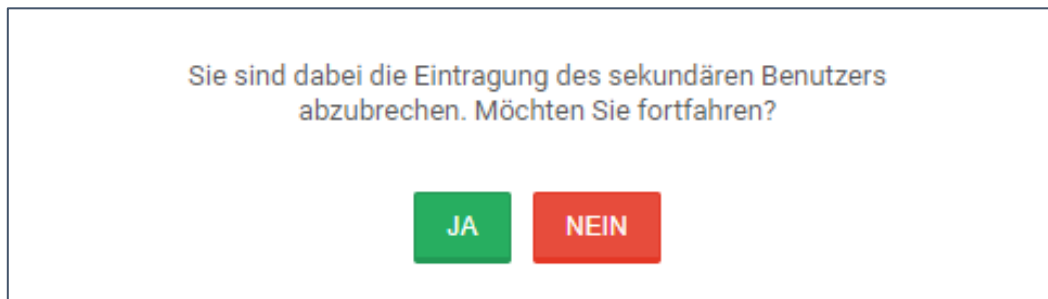 Sie sind dabei die Eintragung des sekundären Benutzers
abzubrechen. Möchten Sie fortfahren?
JA
NEIN